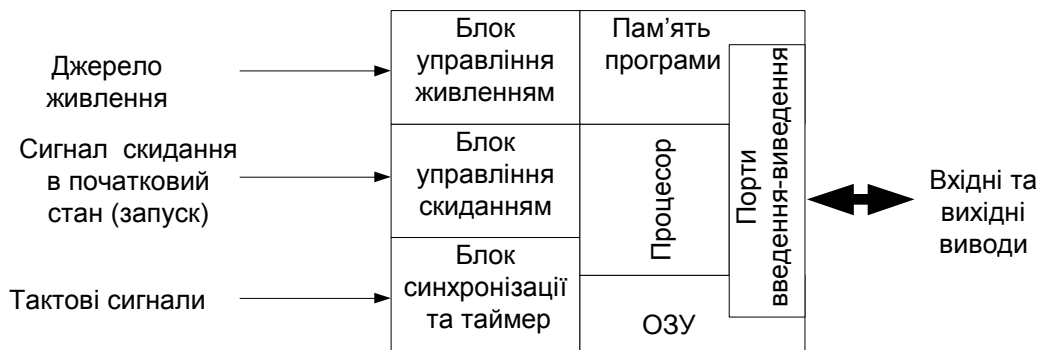 Джерело
живлення
Сигнал скидання
в початковий
стан (запуск)
Тактові сигнали
Блок
управління
живленням
Блок
управління
скиданням
Блок
синхронізації
та таймер
Пам’ять
програми
Процесор
ОЗУ
Порти
введення-виведення
Вхідні та
вихідні
виводи